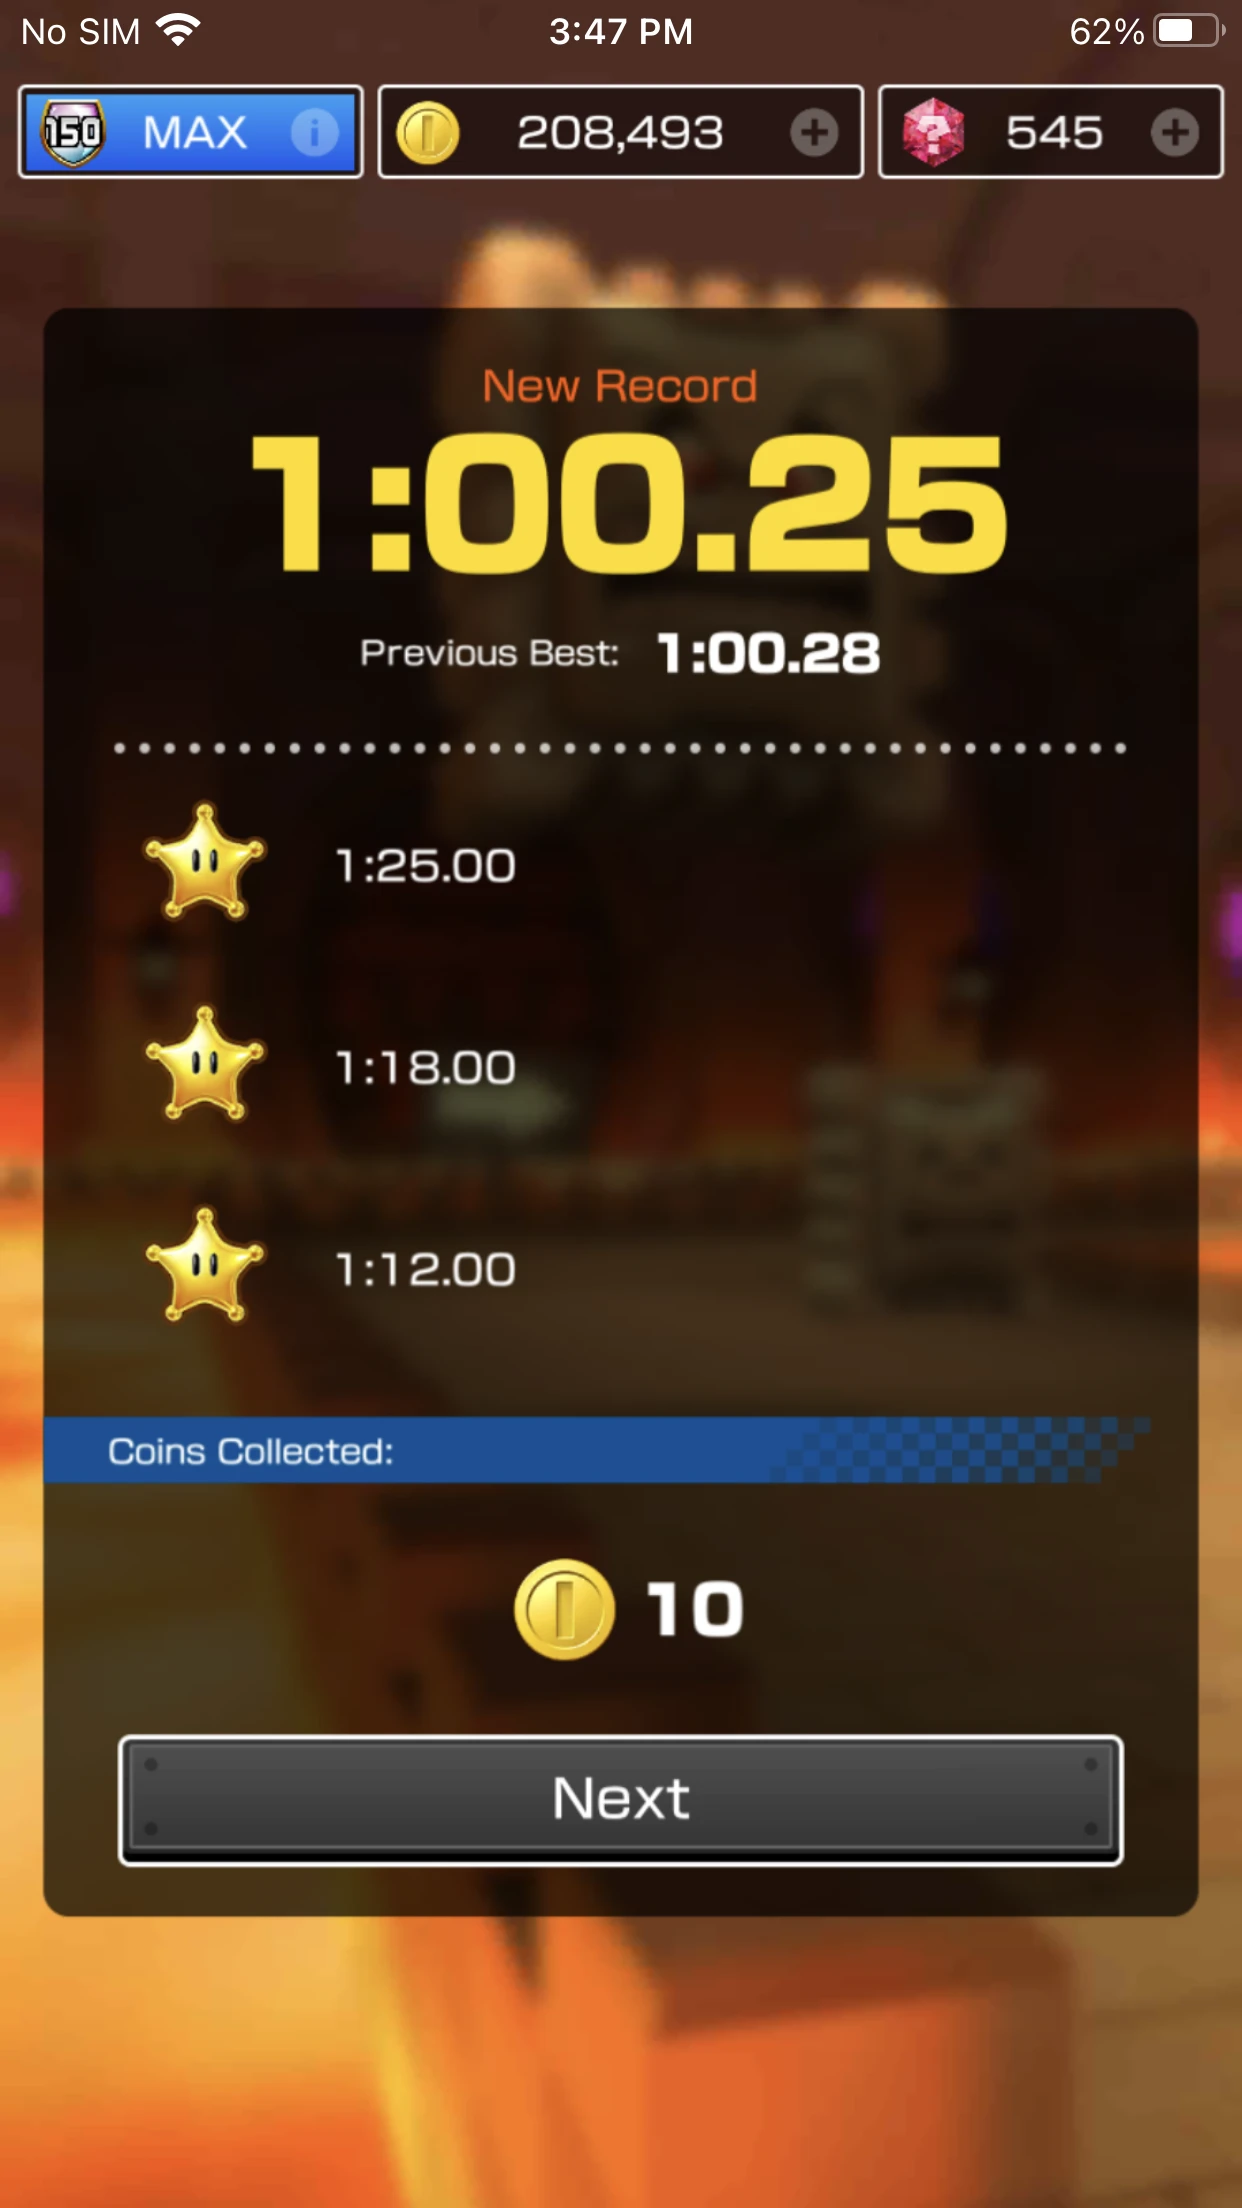 No SIM 3:47 PM 62%
150 MAX i 208,493 + ? 545 +
New Record
1:00.25
Previous Best: 1:00.28
1:25.00
1:18.00
1:12.00
Coins Collected:
10
Next